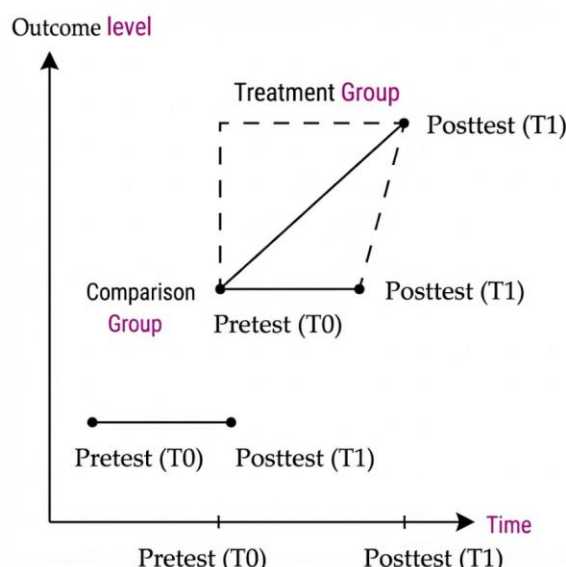 Outcome level
Treatment Group
Posttest (T1)
Comparison
Group
Posttest (T1)
Pretest (T0)
Pretest (T0) Posttest (T1)
Time
Pretest (T0) Posttest (T1)